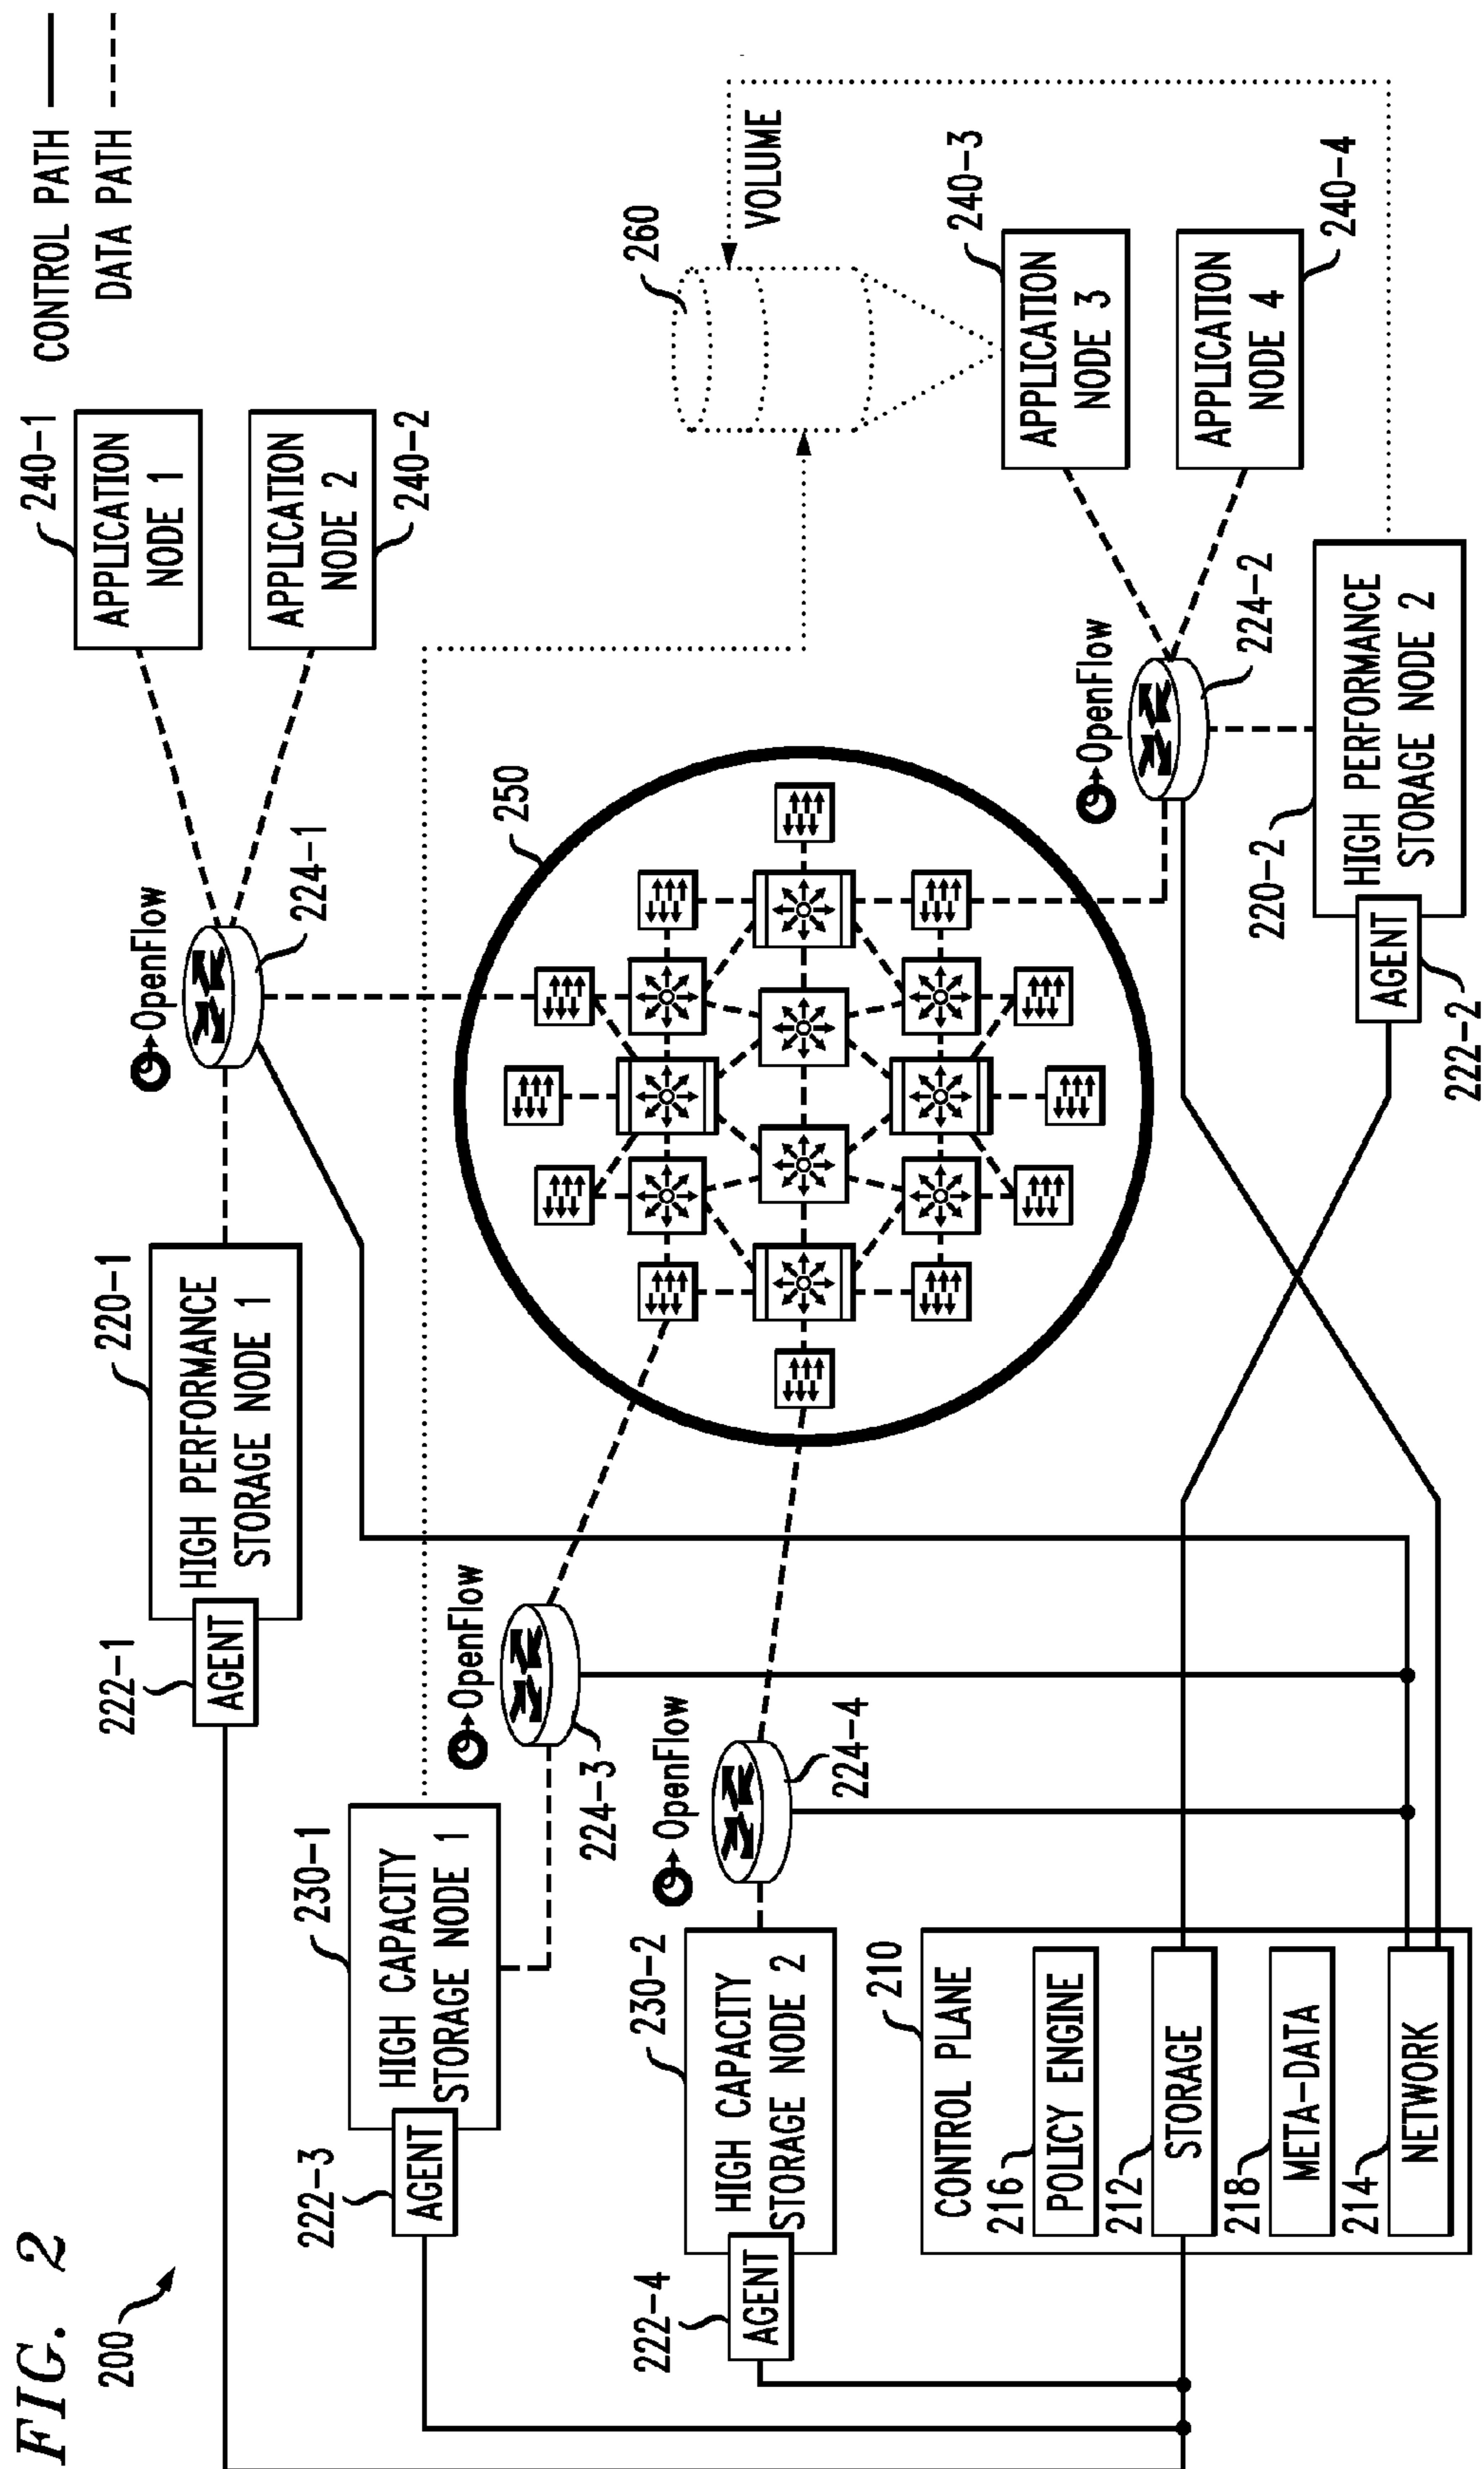 FIG. 2
200
CONTROL PATH
DATA PATH
222-1
AGENT
220-1
HIGH PERFORMANCE
STORAGE NODE 1
OpenFlow
224-1
240-1
APPLICATION
NODE 1
APPLICATION
NODE 2
240-2
222-3
AGENT
230-1
HIGH CAPACITY
STORAGE NODE 1
OpenFlow
224-3
250
260
VOLUME
222-4
AGENT
230-2
HIGH CAPACITY
STORAGE NODE 2
OpenFlow
224-4
210
CONTROL PLANE
216
POLICY ENGINE
212
STORAGE
218
META-DATA
214
NETWORK
OpenFlow
224-2
240-3
APPLICATION
NODE 3
APPLICATION
NODE 4
240-4
220-2
HIGH PERFORMANCE
STORAGE NODE 2
AGENT
222-2